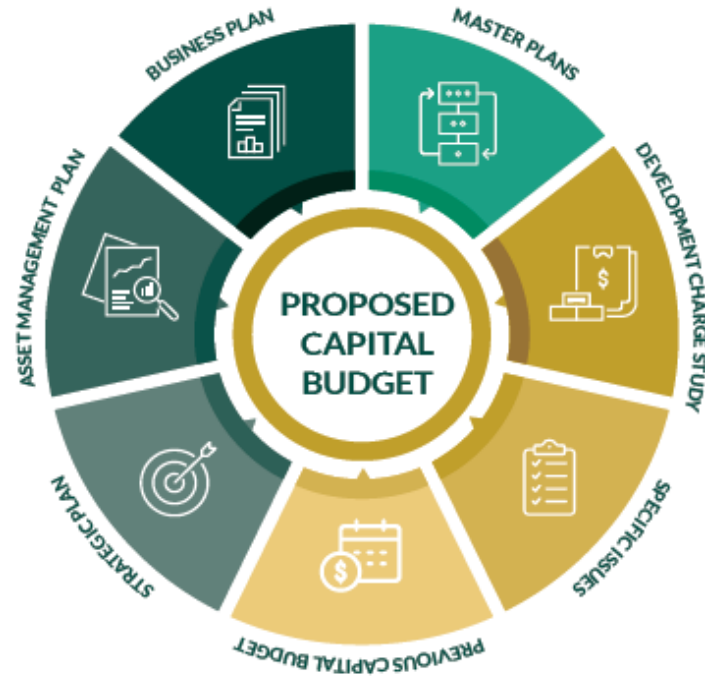 BUSINESS PLAN
MASTER PLANS
DEVELOPMENT CHARGE STUDY
SPECIFIC ISSUES
PREVIOUS CAPITAL BUDGET
STRATEGIC PLAN
ASSET MANAGEMENT PLAN
PROPOSED
CAPITAL
BUDGET
$
$